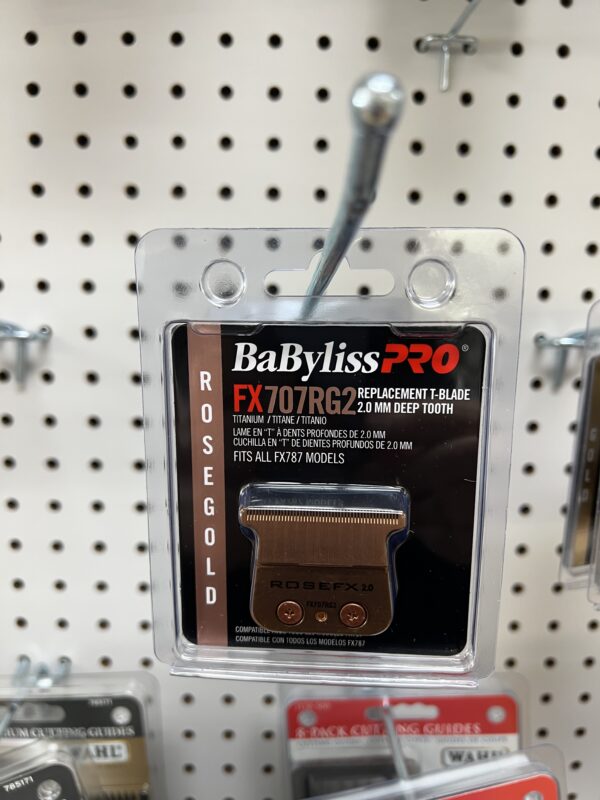 BaBylissPRO®
ROSEGOLD
FX707RG2
REPLACEMENT T-BLADE
2.0 MM DEEP TOOTH
TITANIUM / TITANE / TITANIO
LAME EN "T" À DENTS PROFONDES DE 2.0 MM
CUCHILLA EN "T" DE DIENTES PROFUNDOS DE 2.0 MM
FITS ALL FX787 MODELS
ROSEFX 2.0
FX707RG2
COMPATIBLE CON TODOS LOS MODELOS FX787
CUTTING GUIDES
WAHL
785171
CUTTING GUIDES
WAHL